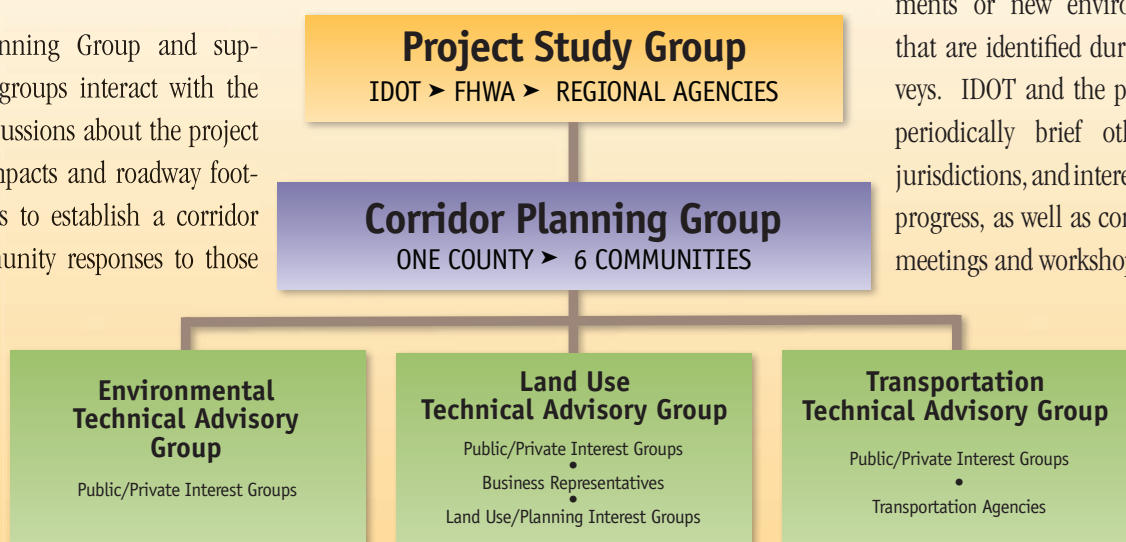 nning Group and sup-
groups interact with the
ussions about the project
npacts and roadway foot-
s to establish a corridor
nunity responses to those
Project Study Group
IDOT ➤ FHWA ➤ REGIONAL AGENCIES
Corridor Planning Group
ONE COUNTY ➤ 6 COMMUNITIES
ments or new enviro
that are identified dur
veys. IDOT and the p
periodically brief oth
jurisdictions, and intere
progress, as well as cor
meetings and workshop
Environmental
Technical Advisory
Group
Public/Private Interest Groups
Land Use
Technical Advisory Group
Public/Private Interest Groups
•
Business Representatives
•
Land Use/Planning Interest Groups
Transportation
Technical Advisory Group
Public/Private Interest Groups
•
Transportation Agencies